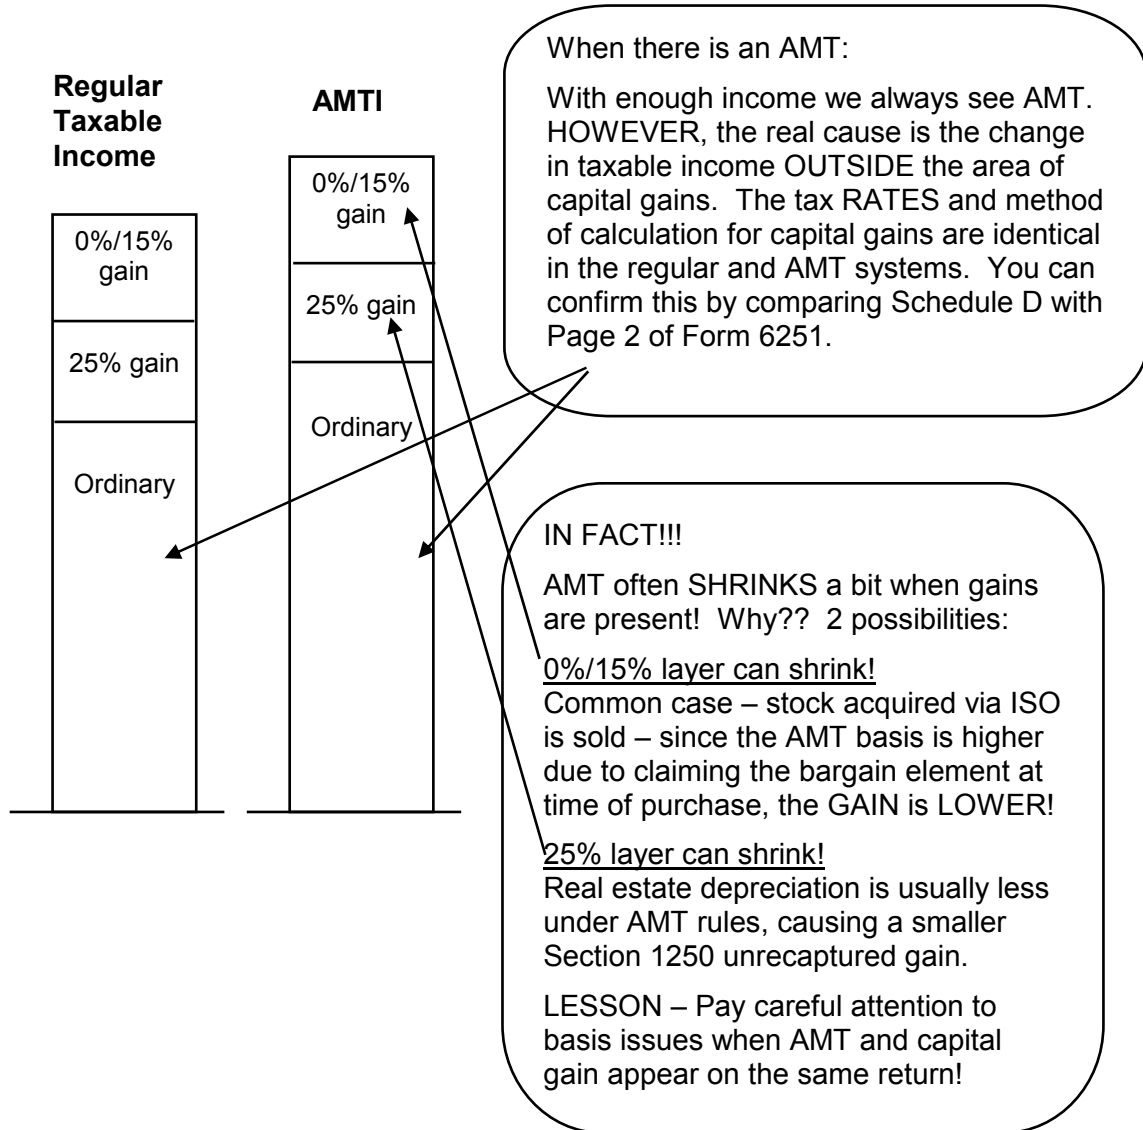 Regular
Taxable
Income
0%/15%
gain
25% gain
Ordinary
AMTI
0%/15%
gain
25% gain
Ordinary
When there is an AMT:
With enough income we always see AMT.
HOWEVER, the real cause is the change
in taxable income OUTSIDE the area of
capital gains.  The tax RATES and method
of calculation for capital gains are identical
in the regular and AMT systems.  You can
confirm this by comparing Schedule D with
Page 2 of Form 6251.
IN FACT!!!
AMT often SHRINKS a bit when gains
are present!  Why??  2 possibilities:
0%/15% layer can shrink!
Common case – stock acquired via ISO
is sold – since the AMT basis is higher
due to claiming the bargain element at
time of purchase, the GAIN is LOWER!
25% layer can shrink!
Real estate depreciation is usually less
under AMT rules, causing a smaller
Section 1250 unrecaptured gain.
LESSON – Pay careful attention to
basis issues when AMT and capital
gain appear on the same return!